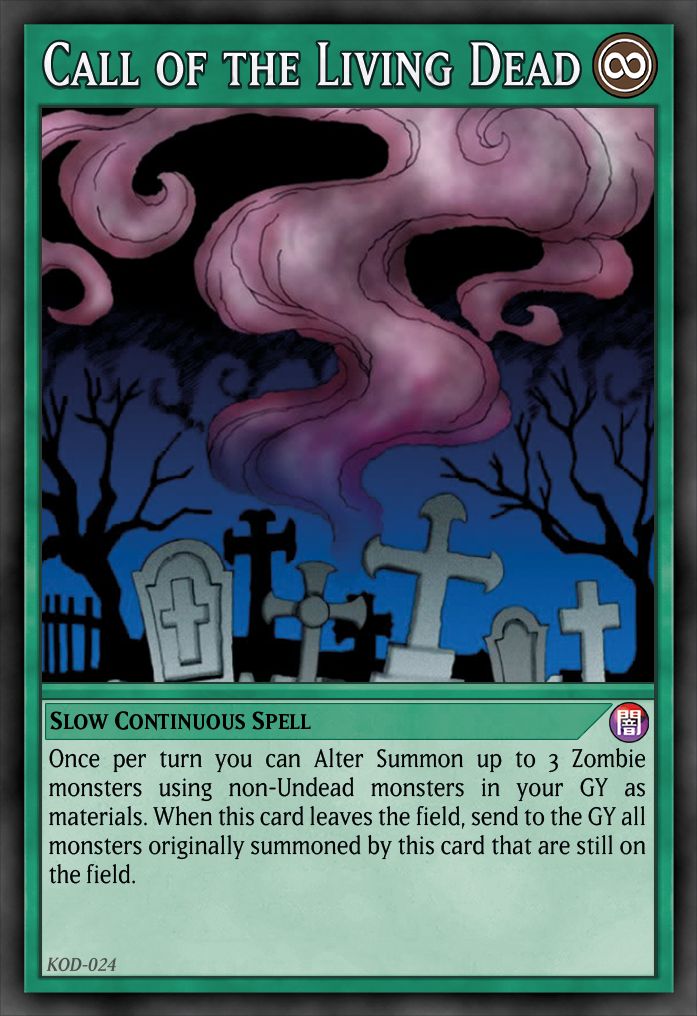 Call of the Living Dead
Slow Continuous Spell
闇
Once per turn you can Alter Summon up to 3 Zombie
monsters using non-Undead monsters in your GY as
materials. When this card leaves the field, send to the GY all
monsters originally summoned by this card that are still on
the field.
KOD-024